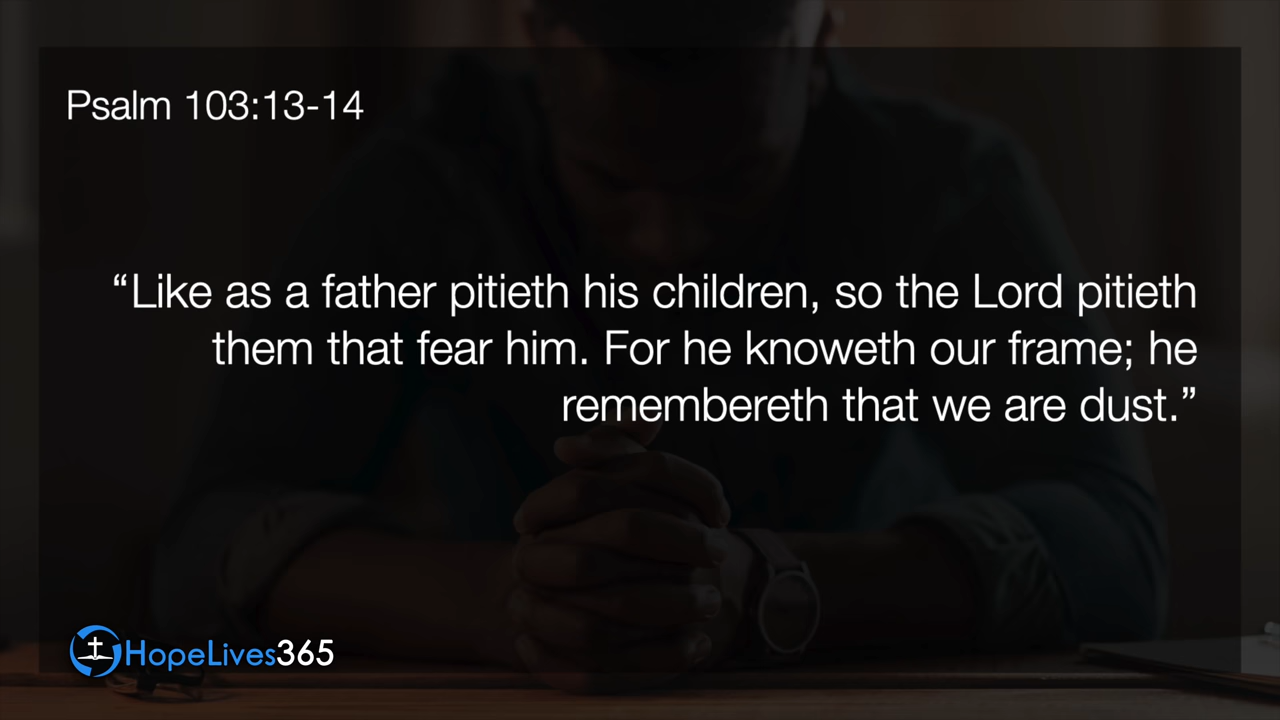 Psalm 103:13-14
“Like as a father pitieth his children, so the Lord pitieth
them that fear him. For he knoweth our frame; he
remembereth that we are dust.”
HopeLives365